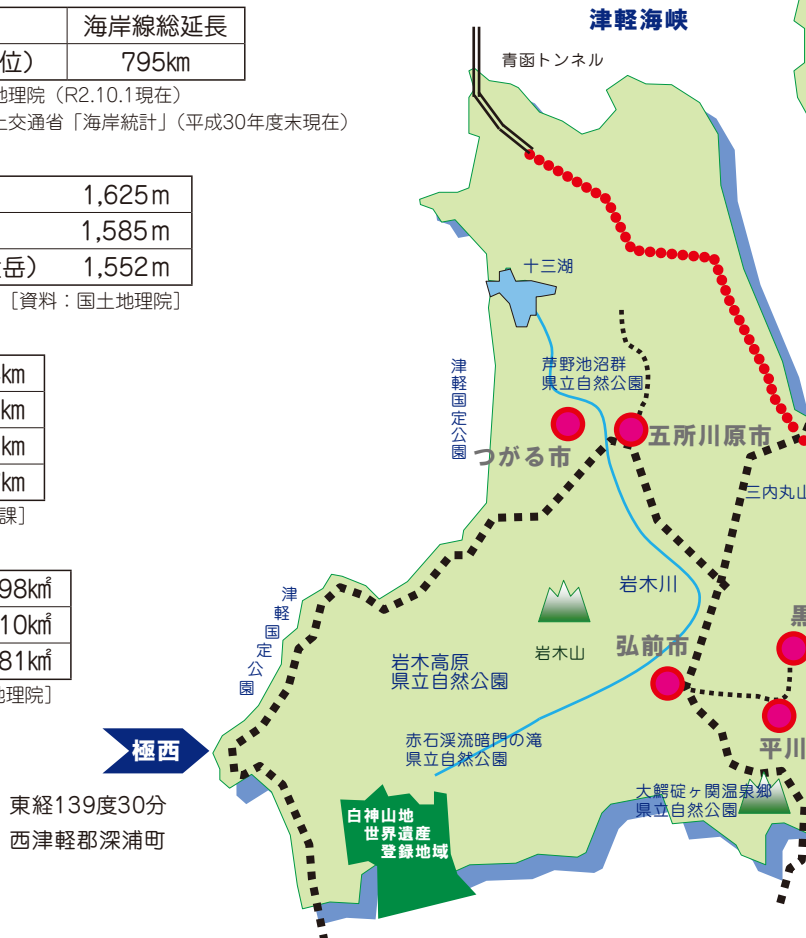 海岸線総延長
位） 795km
地理院（R2.10.1現在）
土交通省「海岸統計」（平成30年度末現在）
1,625m
1,585m
岳） 1,552m
［資料：国土地理院］
km
km
km
km
課］
98㎢
10㎢
81㎢
地理院］
津軽海峡
青函トンネル
十三湖
芦野池沼群
県立自然公園
津軽国定公園
つがる市
五所川原市
三内丸山
津軽国定公園
岩木川
岩木山
弘前市
黒
平川
岩木高原
県立自然公園
赤石渓流暗門の滝
県立自然公園
大鰐碇ヶ関温泉郷
県立自然公園
白神山地
世界遺産
登録地域
極西
東経139度30分
西津軽郡深浦町